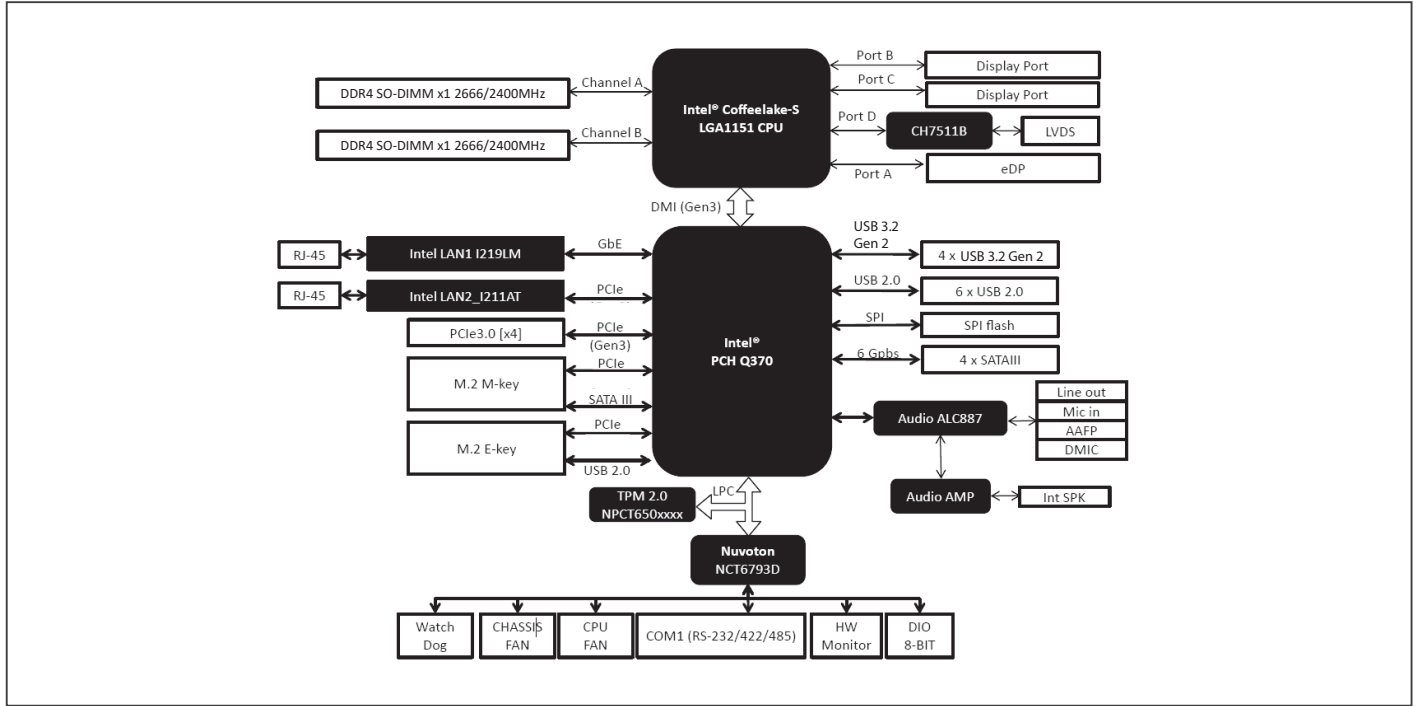 Port B
Display Port
Port C
Display Port
DDR4 SO-DIMM x1 2666/2400MHz
Channel A
Intel® Coffeelake-S
LGA1151 CPU
Port D
CH7511B
LVDS
DDR4 SO-DIMM x1 2666/2400MHz
Channel B
Port A
eDP
DMI (Gen3)
RJ-45
Intel LAN1 I219LM
GbE
USB 3.2
Gen 2
4 x USB 3.2 Gen 2
RJ-45
Intel LAN2_I211AT
PCIe
USB 2.0
6 x USB 2.0
PCIe3.0 [x4]
PCIe
(Gen3)
SPI
SPI flash
Intel®
PCH Q370
M.2 M-key
PCIe
SATA III
6 Gpbs
4 x SATAIII
M.2 E-key
PCIe
USB 2.0
Audio ALC887
Line out
Mic in
AAFP
DMIC
Audio AMP
Int SPK
TPM 2.0
NPCT650xxxx
LPC
Nuvoton
NCT6793D
Watch
Dog
CHASSIS
FAN
CPU
FAN
COM1 (RS-232/422/485)
HW
Monitor
DIO
8-BIT